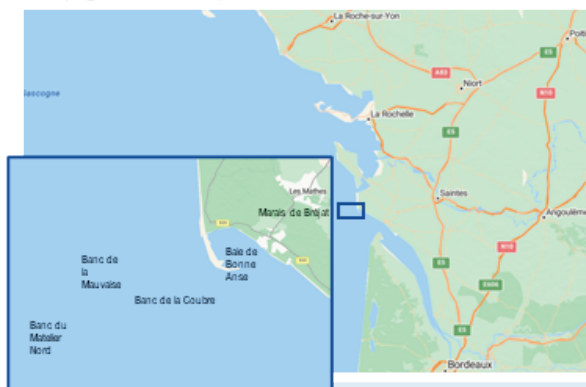 La Roche-sur-Yon
Poiti
E5
A83
Niort
N10
Gascogne
La Rochelle
E5
Les Mathes
Marais de Bréjat
Saintes
Angoulême
Baie de
Bonne
Anse
Banc de
la
Mauvaise
Banc de la Coubre
Banc du
Matelier
Nord
N10
E5
E606
E5
Bordeaux